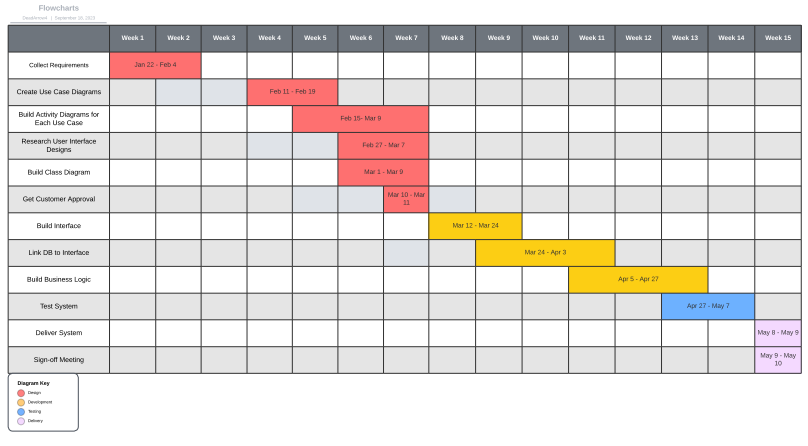 Flowcharts
September 16, 2023
Week 1 Week 2 Week 3 Week 4 Week 5 Week 6 Week 7 Week 8 Week 9 Week 10 Week 11 Week 12 Week 13 Week 14 Week 15
Collect Requirements
Jan 22 - Feb 4
Create Use Case Diagrams
Feb 11 - Feb 19
Build Activity Diagrams for
Each Use Case
Feb 15- Mar 9
Research User Interface
Designs
Feb 27 - Mar 7
Build Class Diagram
Mar 1 - Mar 9
Get Customer Approval
Mar 10 - Mar
11
Build Interface
Mar 12 - Mar 24
Link DB to Interface
Mar 24 - Apr 3
Build Business Logic
Apr 5 - Apr 27
Test System
Apr 27 - May 7
Deliver System
May 8 - May 9
Sign-off Meeting
May 9 - May
10
Diagram Key
Design
Development
Testing
Delivery